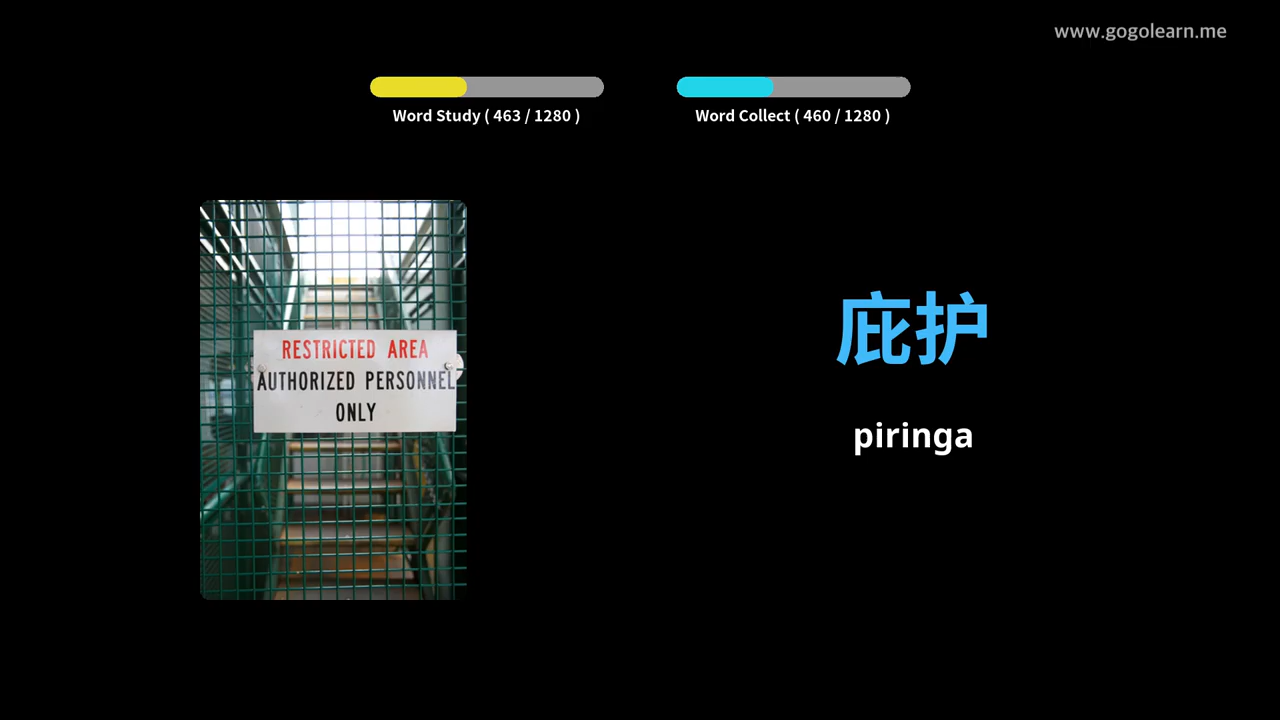 www.gogolearn.me
Word Study ( 463 / 1280 )
Word Collect ( 460 / 1280 )
RESTRICTED AREA
AUTHORIZED PERSONNEL
ONLY
庇护
piringa